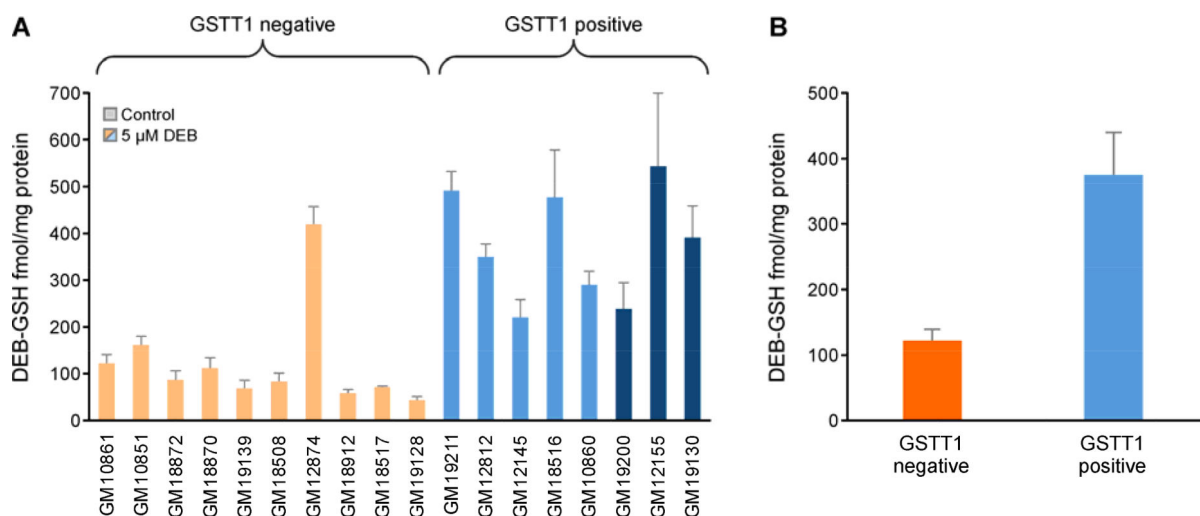 A
GSTT1 negative
GSTT1 positive
DEB-GSH fmol/mg protein
700
600
500
400
300
200
100
0
Control
5 µM DEB
GM10861
GM10851
GM18872
GM18870
GM19139
GM18508
GM12874
GM18912
GM18517
GM19128
GM19211
GM12812
GM12145
GM18516
GM10860
GM19200
GM12155
GM19130
B
DEB-GSH fmol/mg protein
500
400
300
200
100
0
GSTT1
negative
GSTT1
positive